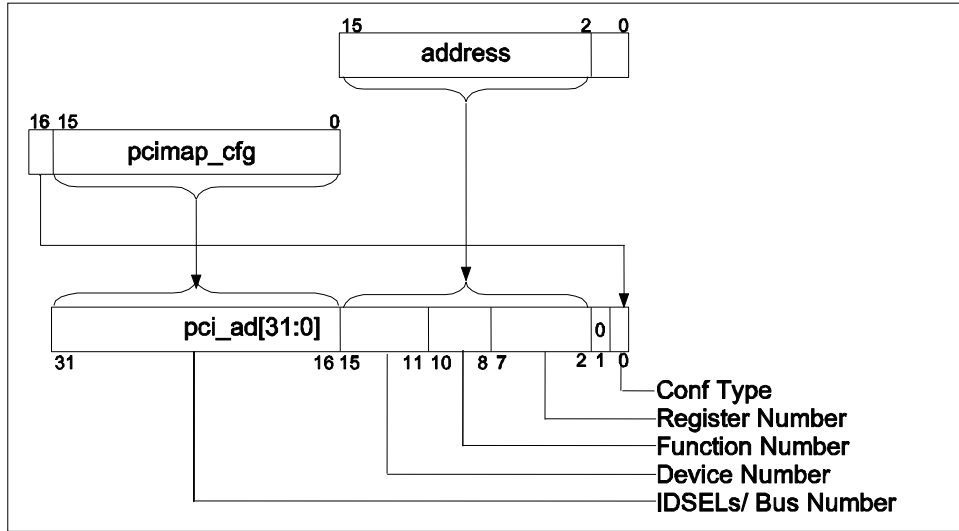 15 2 0
address
16 15 0
pcimap_cfg
pci_ad[31:0] 0
31 16 15 11 10 8 7 2 1 0
Conf Type
Register Number
Function Number
Device Number
IDSELs/ Bus Number